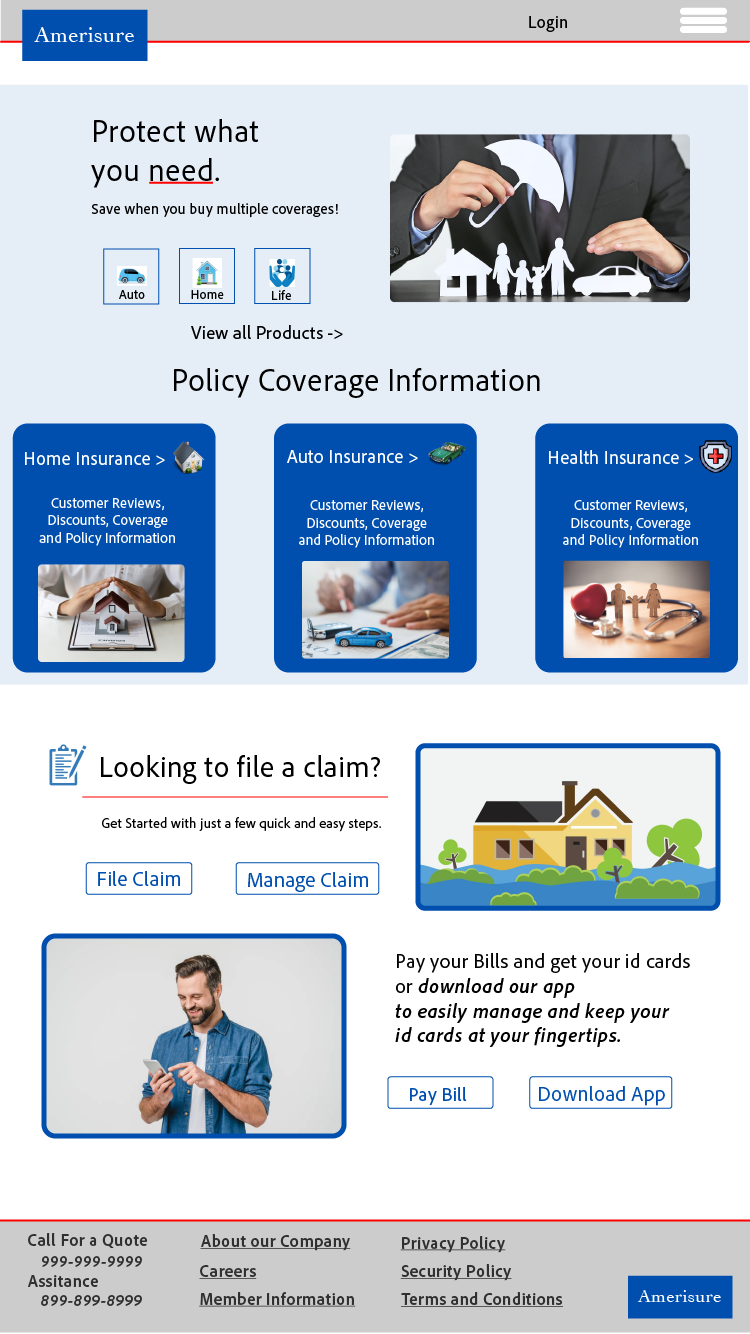 Login
Amerisure
Protect what
you need.
Save when you buy multiple coverages!
Auto
Home
Life
View all Products ->
Policy Coverage Information
Home Insurance >
Customer Reviews,
Discounts, Coverage
and Policy Information
Auto Insurance >
Customer Reviews,
Discounts, Coverage
and Policy Information
Health Insurance >
Customer Reviews,
Discounts, Coverage
and Policy Information
Looking to file a claim?
Get Started with just a few quick and easy steps.
File Claim
Manage Claim
Pay your Bills and get your id cards
or download our app
to easily manage and keep your
id cards at your fingertips.
Pay Bill
Download App
Call For a Quote
999-999-9999
Assitance
899-899-8999
About our Company
Careers
Member Information
Privacy Policy
Security Policy
Terms and Conditions
Amerisure